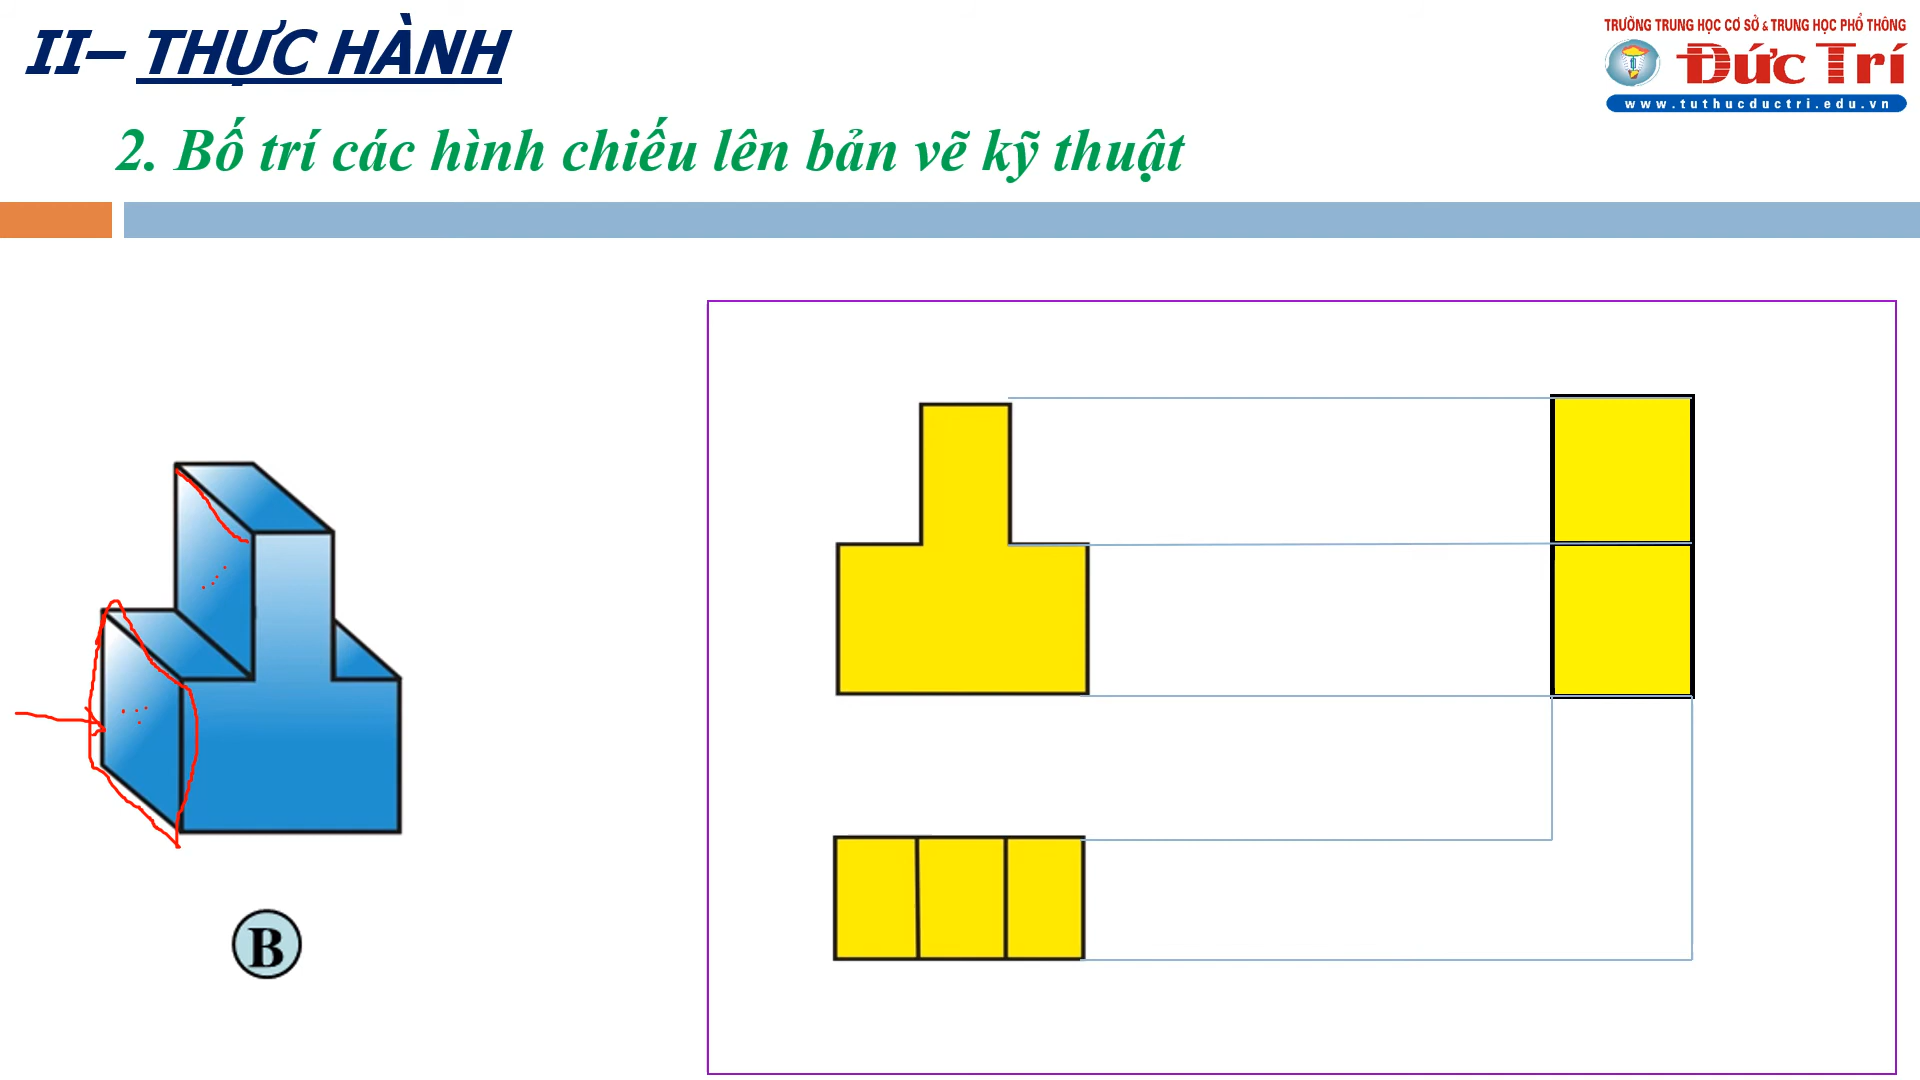 II– THỰC HÀNH
TRƯỜNG TRUNG HỌC CƠ SỞ & TRUNG HỌC PHỔ THÔNG
Đức Trí
www.tuthucductri.edu.vn
2. Bố trí các hình chiếu lên bản vẽ kỹ thuật
B